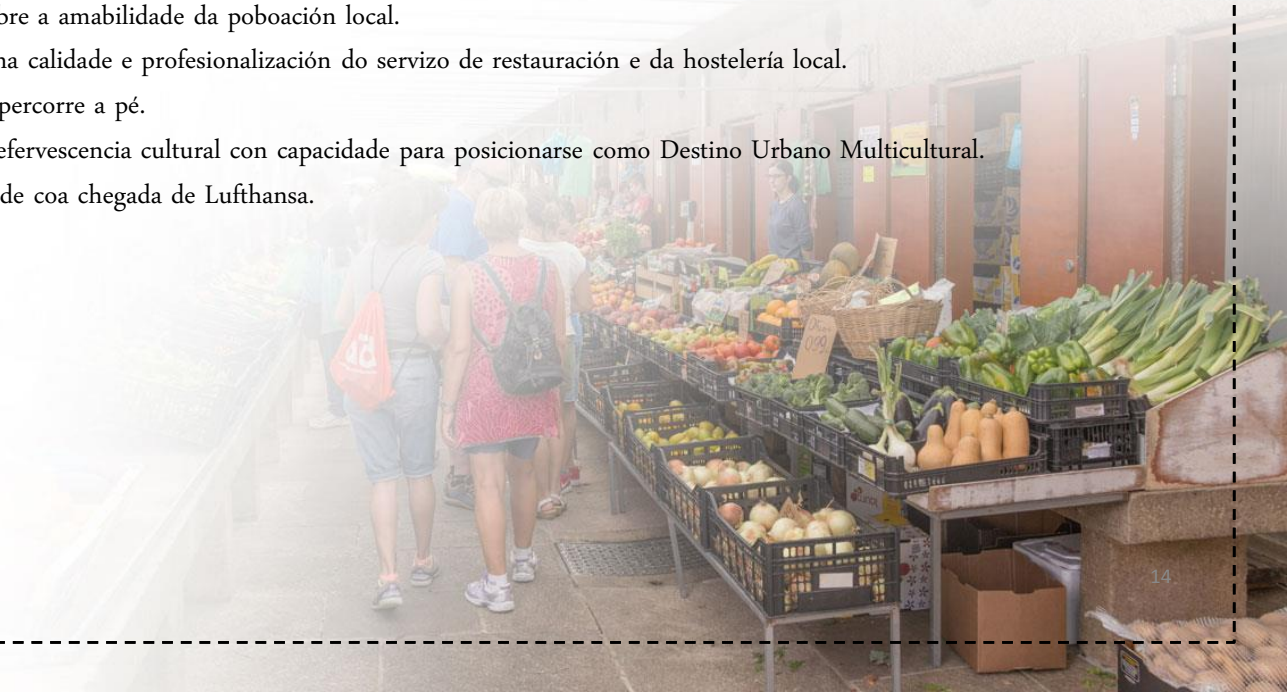 bre a amabilidade da poboación local.
na calidade e profesionalización do servizo de restauración e da hostelería local.
percorre a pé.
efervescencia cultural con capacidade para posicionarse como Destino Urbano Multicultural.
de coa chegada de Lufthansa.
14